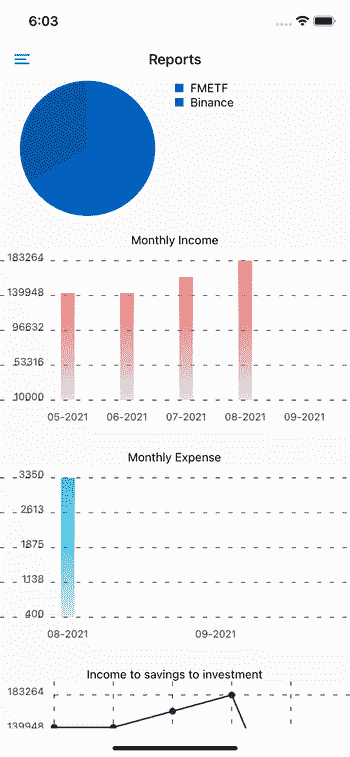 6:03
Reports
FMETF
Binance
Monthly Income
183264
139948
96632
53316
10000
05-2021 06-2021 07-2021 08-2021 09-2021
Monthly Expense
3350
2613
1875
1138
400
08-2021 09-2021
Income to savings to investment
183264
139948